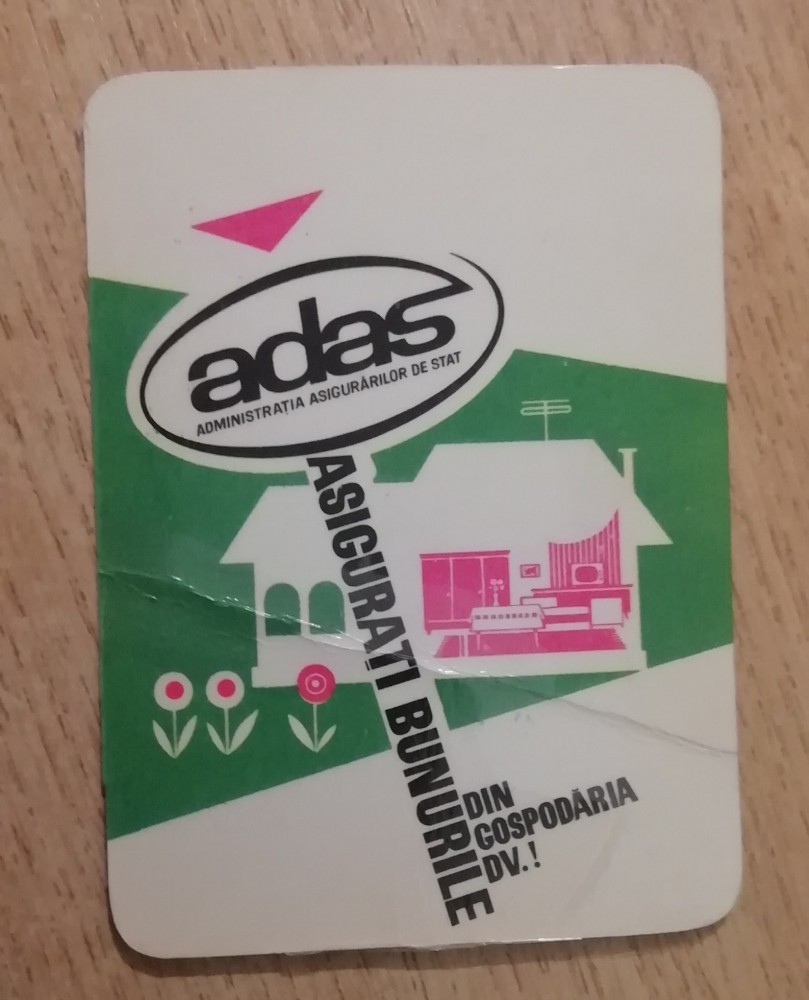 adas
ADMINISTRAȚIA ASIGURĂRILOR DE STAT
ASIGURAȚI BUNURILE
DIN
GOSPODĂRIA
DV.!